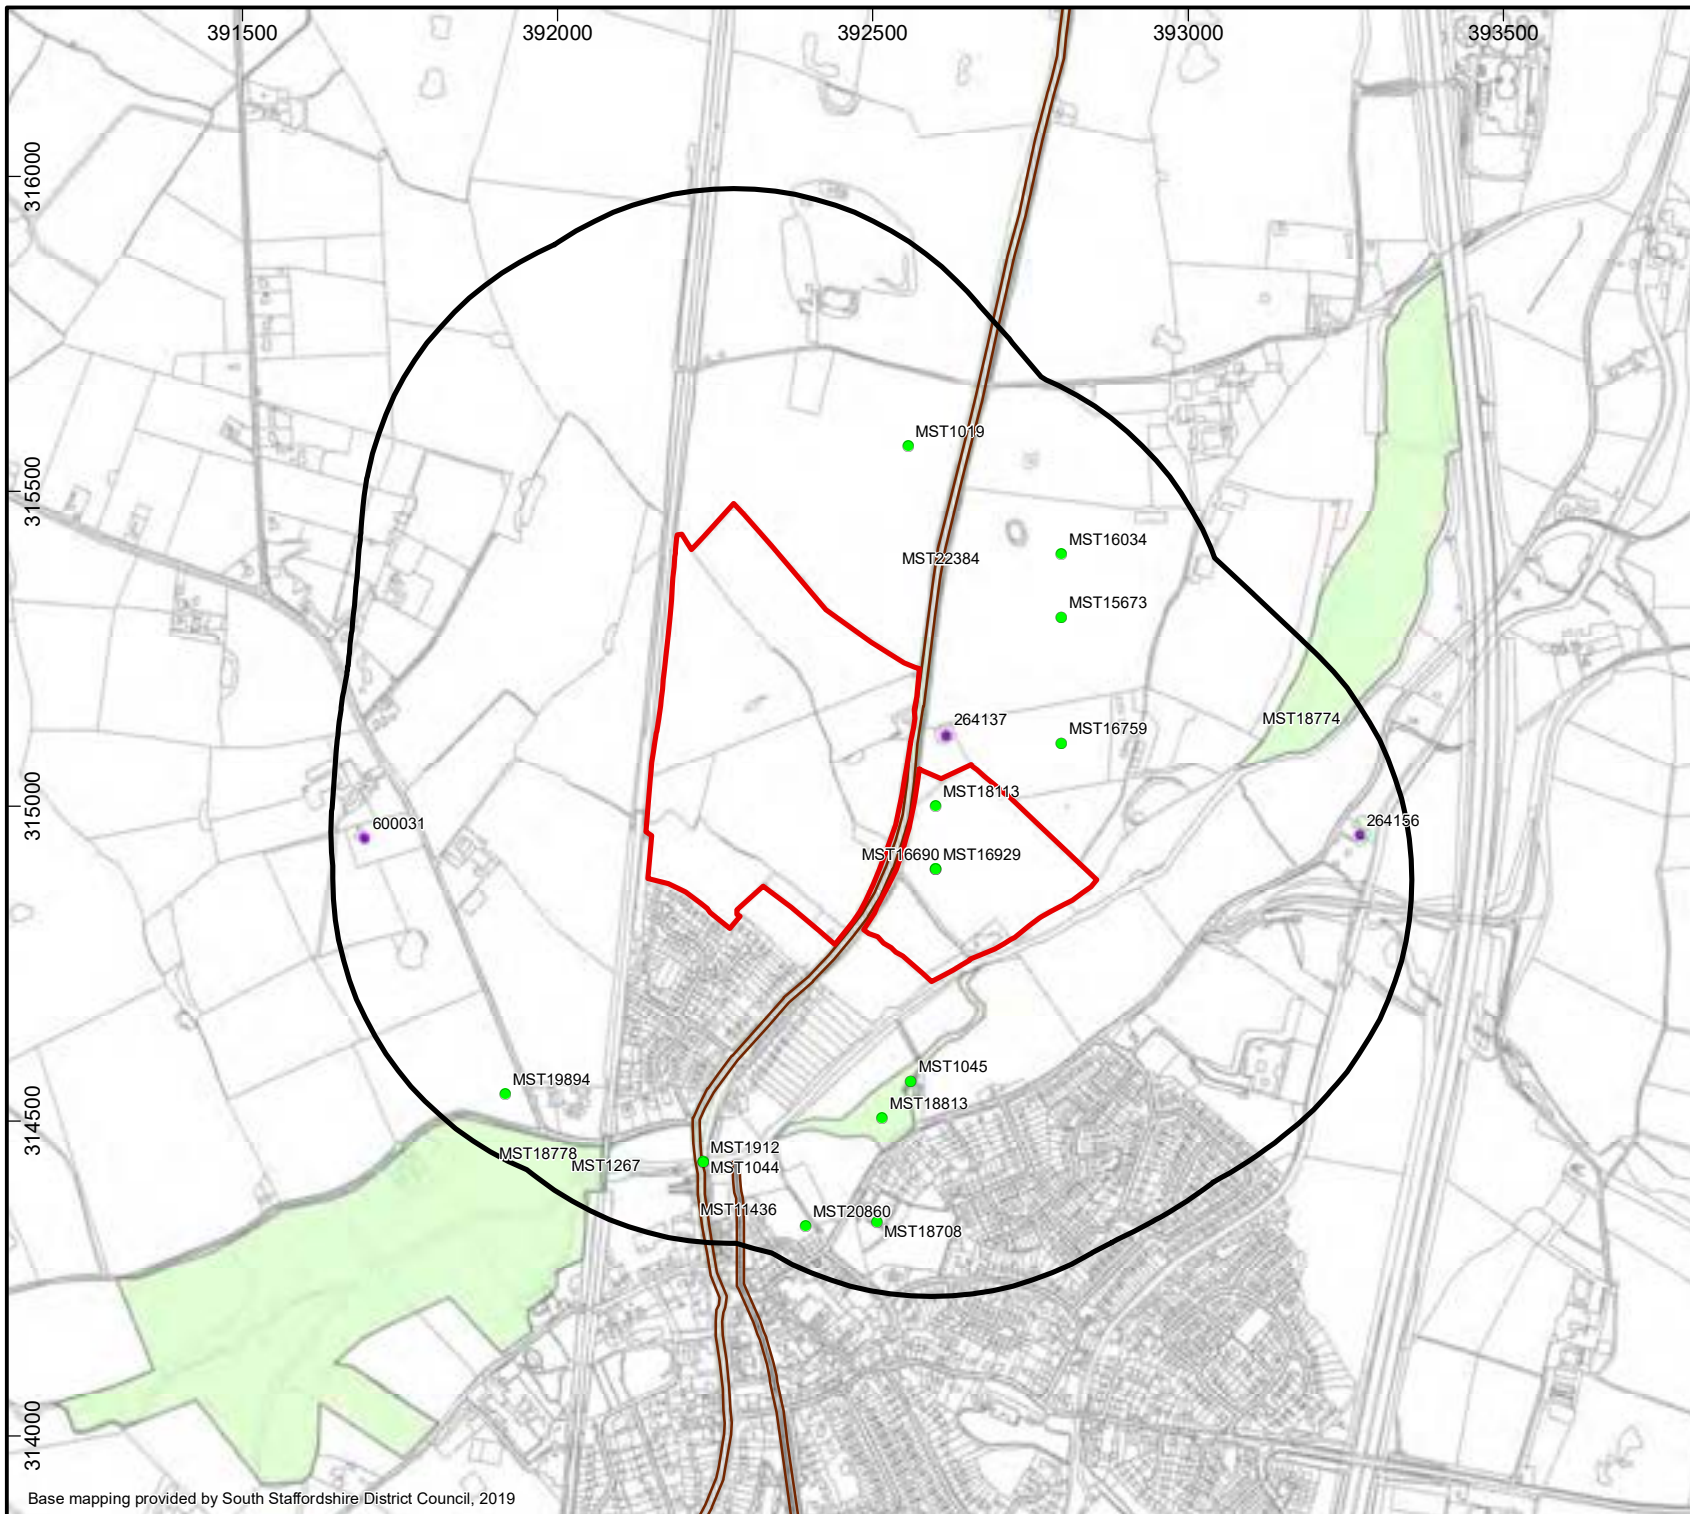 391500
392000
392500
393000
393500
316000
315500
315000
314500
314000
MST1019
MST16034
MST22384
MST15673
264137
MST16759
MST18774
MST18113
600031
264156
MST16690
MST16929
MST19894
MST1045
MST18813
MST18778
MST1267
MST1912
MST1044
MST11436
MST20860
MST18708
Base mapping provided by South Staffordshire District Council, 2019